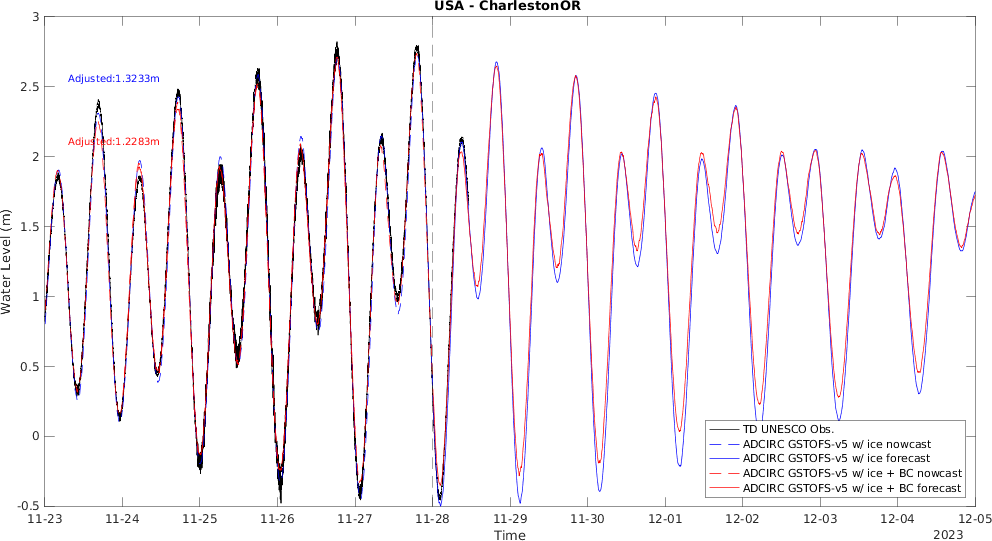 USA - CharlestonOR
3
2.5
2
1.5
1
0.5
0
-0.5
Water Level (m)
Adjusted:1.3233m
Adjusted:1.2283m
TD UNESCO Obs.
ADCIRC GSTOFS-v5 w/ ice nowcast
ADCIRC GSTOFS-v5 w/ ice forecast
ADCIRC GSTOFS-v5 w/ ice + BC nowcast
ADCIRC GSTOFS-v5 w/ ice + BC forecast
11-23 11-24 11-25 11-26 11-27 11-28 11-29 11-30 12-01 12-02 12-03 12-04 12-05
Time
2023